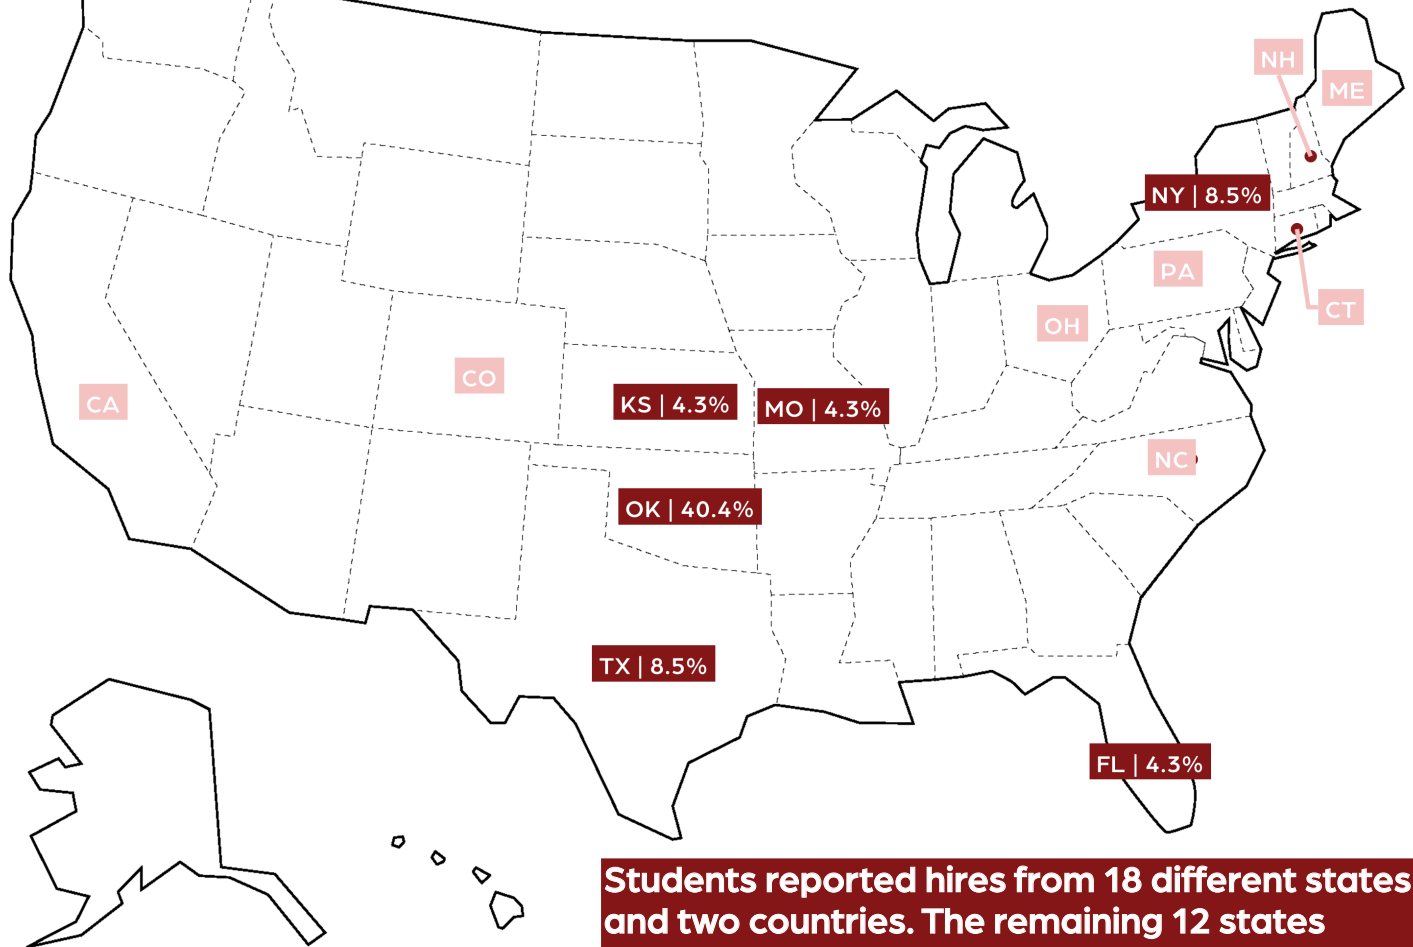 NH
ME
NY | 8.5%
PA
CT
OH
CO
CA
KS | 4.3%
MO | 4.3%
NC
OK | 40.4%
TX | 8.5%
FL | 4.3%
Students reported hires from 18 different states
and two countries. The remaining 12 states